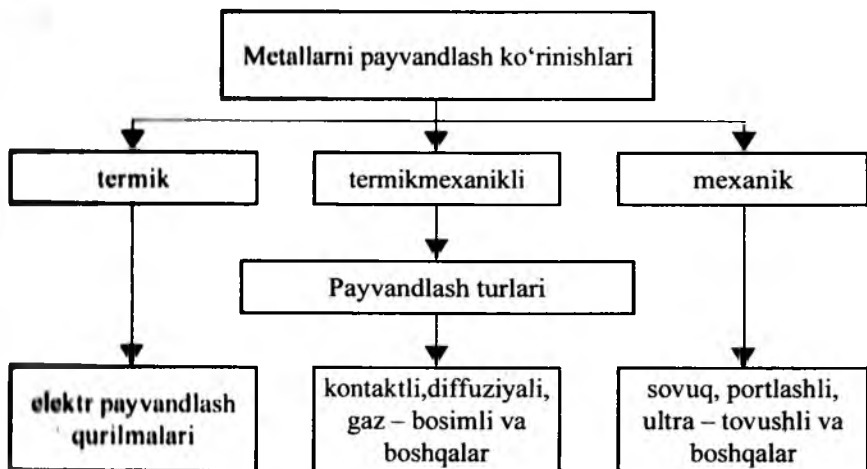 Metallarni payvandlash ko‘rinishlari
termik
termikmexanikli
mexanik
Payvandlash turlari
elektr payvandlash
qurilmalari
kontaktli,diffuziyali,
gaz – bosimli va
boshqalar
sovuq, portlashli,
ultra – tovushli va
boshqalar